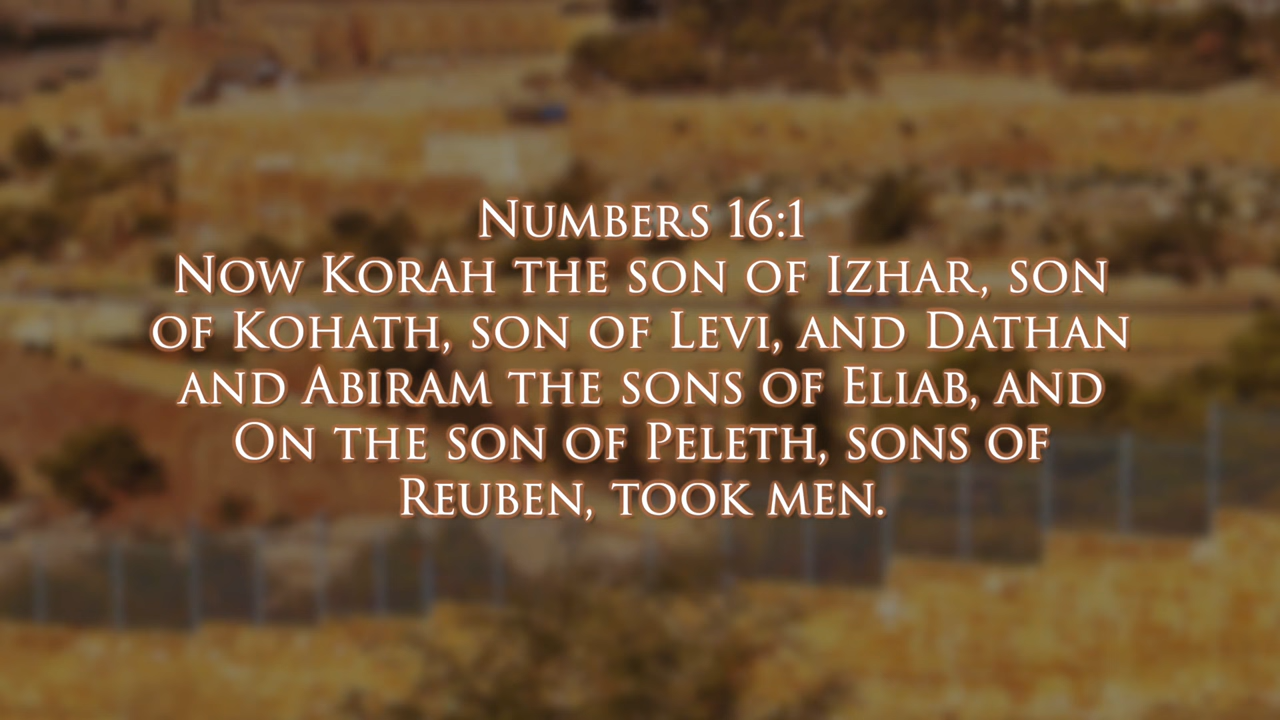 Numbers 16:1
Now Korah the son of Izhar, son
of Kohath, son of Levi, and Dathan
and Abiram the sons of Eliab, and
On the son of Peleth, sons of
Reuben, took men.